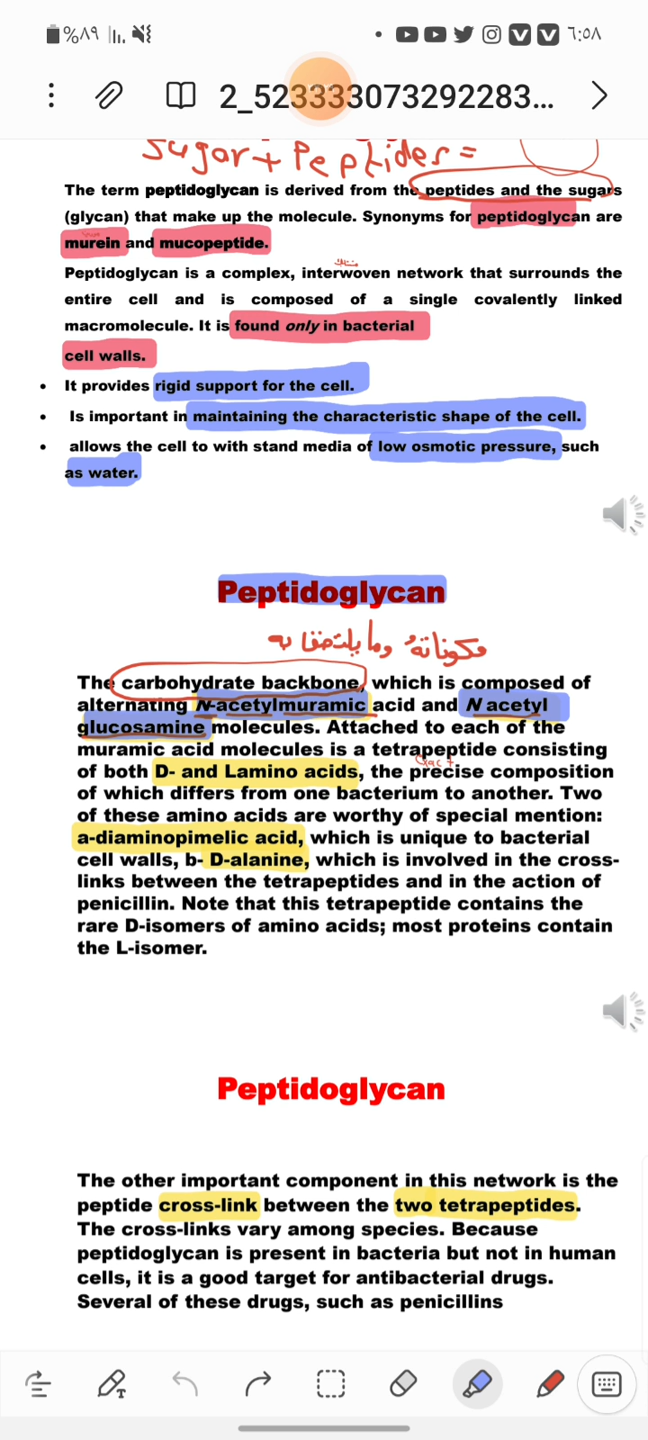 %٨٩
٦:٥٨
2_523333073292283...
Sugar + Peptides =
The term peptidoglycan is derived from the peptides and the sugars
(glycan) that make up the molecule. Synonyms for peptidoglycan are
murein and mucopeptide.
Peptidoglycan is a complex, interwoven network that surrounds the
entire cell and is composed of a single covalently linked
macromolecule. It is found only in bacterial
cell walls.
• It provides rigid support for the cell.
• Is important in maintaining the characteristic shape of the cell.
• allows the cell to with stand media of low osmotic pressure, such
as water.
Peptidoglycan
مكوناته وما يلتصق به
The carbohydrate backbone, which is composed of
alternating N-acetylmuramic acid and N acetyl
glucosamine molecules. Attached to each of the
muramic acid molecules is a tetrapeptide consisting
of both D- and Lamino acids, the precise composition
of which differs from one bacterium to another. Two
of these amino acids are worthy of special mention:
a-diaminopimelic acid, which is unique to bacterial
cell walls, b- D-alanine, which is involved in the cross-
links between the tetrapeptides and in the action of
penicillin. Note that this tetrapeptide contains the
rare D-isomers of amino acids; most proteins contain
the L-isomer.
Peptidoglycan
The other important component in this network is the
peptide cross-link between the two tetrapeptides.
The cross-links vary among species. Because
peptidoglycan is present in bacteria but not in human
cells, it is a good target for antibacterial drugs.
Several of these drugs, such as penicillins